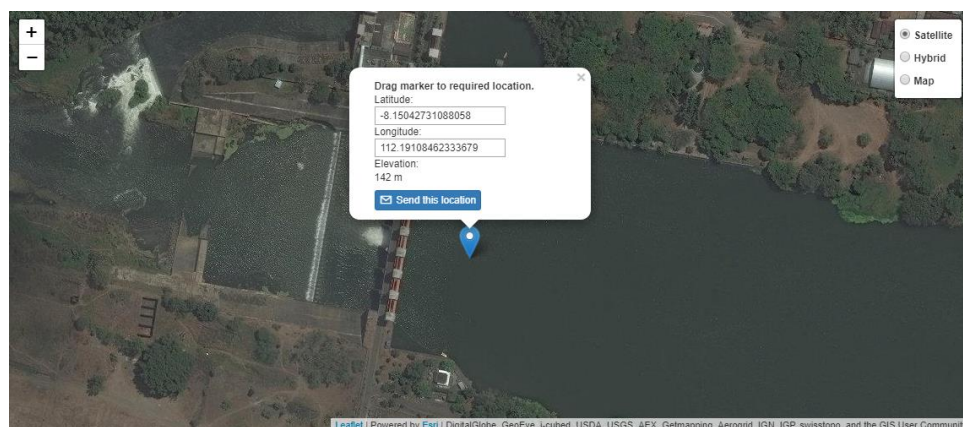 +
−
Satellite
Hybrid
Map
×
Drag marker to required location.
Latitude:
-8.15042731088058
Longitude:
112.19108462333679
Elevation:
142 m
Send this location
Leaflet | Powered by Esri | DigitalGlobe, GeoEye, i-cubed, USDA, USGS, AEX, Getmapping, Aerogrid, IGN, IGP, swisstopo, and the GIS User Communit